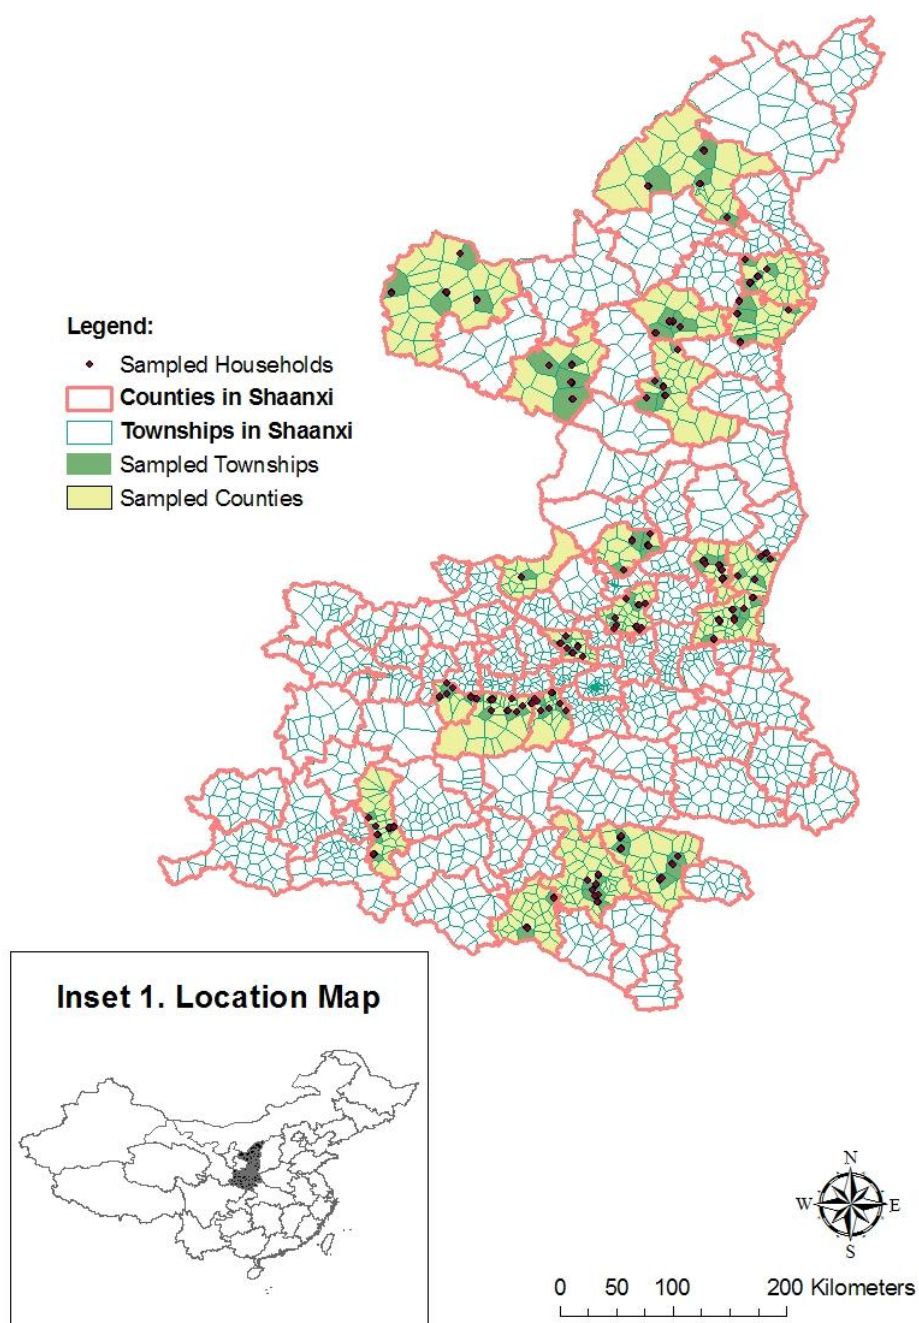 Legend:
Sampled Households
Counties in Shaanxi
Townships in Shaanxi
Sampled Townships
Sampled Counties
Inset 1. Location Map
N
W E
S
0 50 100 200 Kilometers